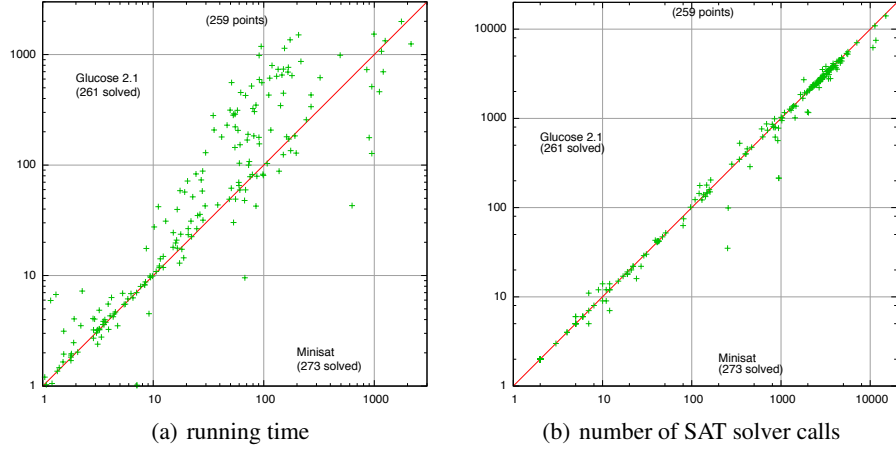 (259 points)
1000
Glucose 2.1
(261 solved)
100
10
Minisat
(273 solved)
1
1 10 100 1000
(a) running time
(259 points)
10000
1000
Glucose 2.1
(261 solved)
100
10
Minisat
(273 solved)
1
1 10 100 1000 10000
(b) number of SAT solver calls